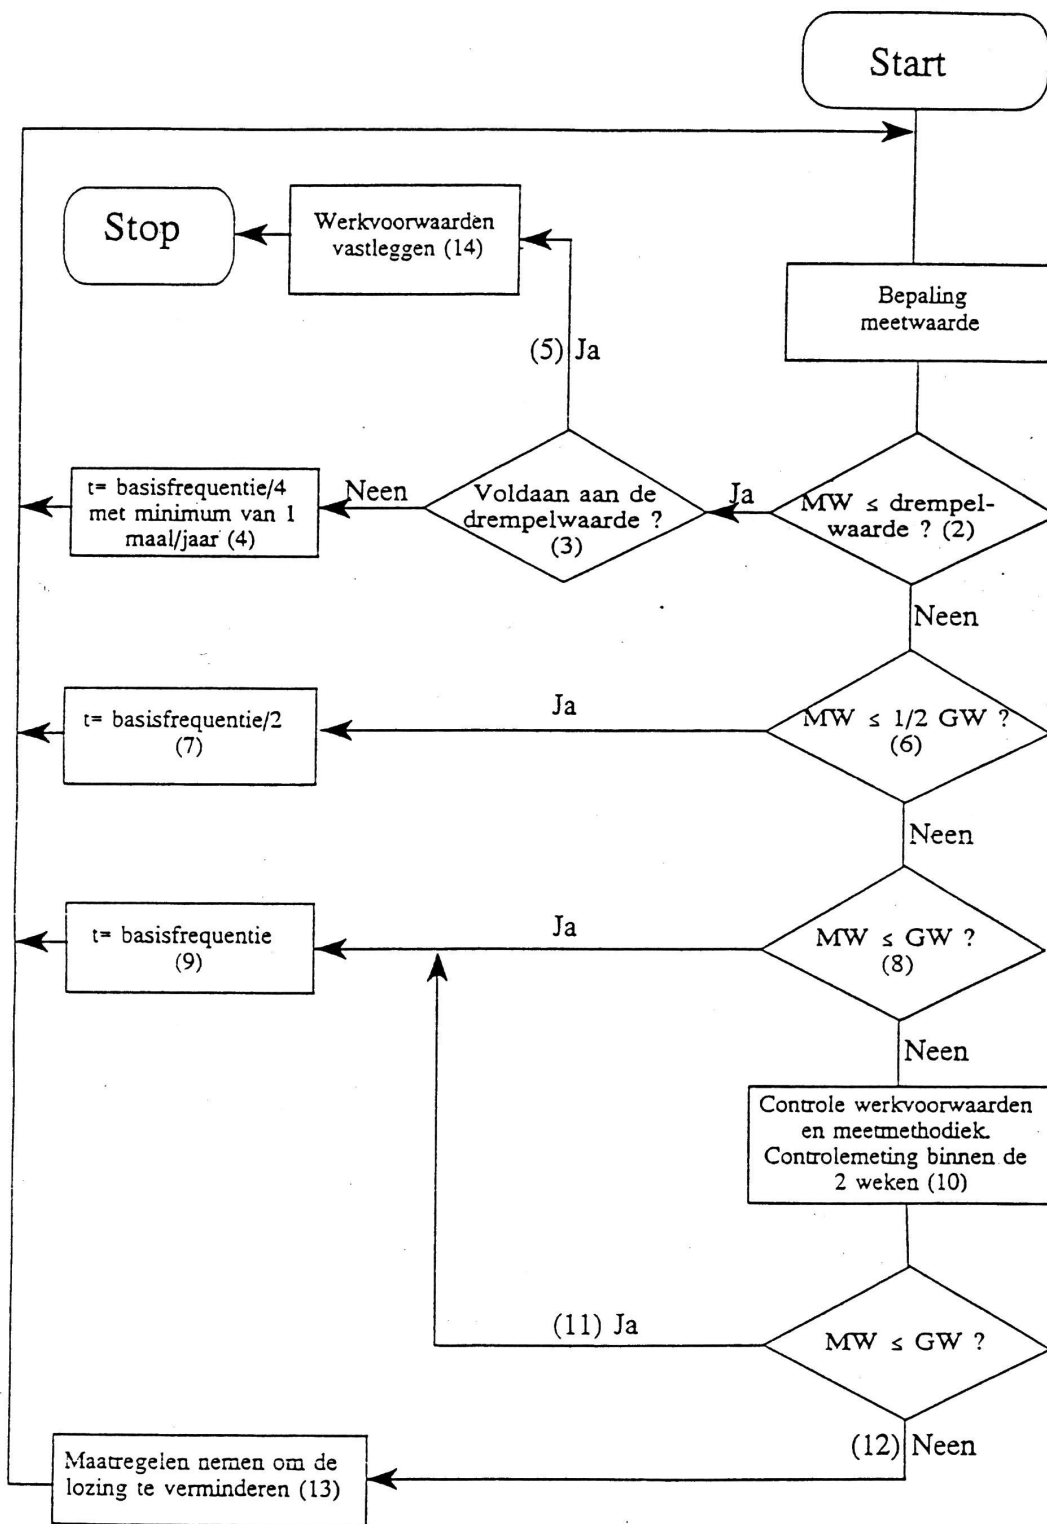 Start
Stop
Werkvoorwaarden
vastleggen (14)
Bepaling
meetwaarde
(5) Ja
t= basisfrequentie/4
met minimum van 1
maal/jaar (4)
Neen
Voldaan aan de
drempelwaarde ?
(3)
Ja
MW ≤ drempel-
waarde ? (2)
Neen
t= basisfrequentie/2
(7)
Ja
MW ≤ 1/2 GW ?
(6)
Neen
t= basisfrequentie
(9)
Ja
MW ≤ GW ?
(8)
Neen
Controle werkvoorwaarden
en meetmethodiek.
Controlemeting binnen de
2 weken (10)
(11) Ja
MW ≤ GW ?
(12) Neen
Maatregelen nemen om de
lozing te verminderen (13)